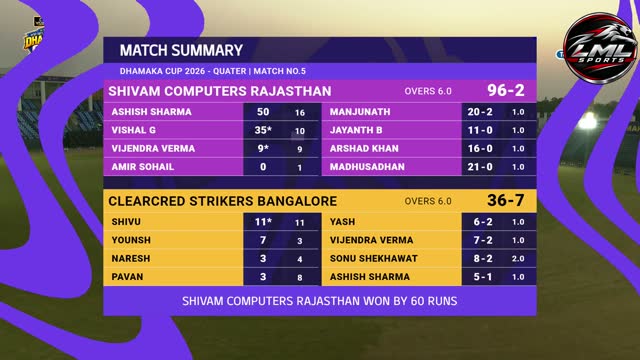 MATCH SUMMARY
DHAMAKA CUP 2026 - QUATER | MATCH NO.5
SHIVAM COMPUTERS RAJASTHAN OVERS 6.0 96-2
ASHISH SHARMA 50 16 MANJUNATH 20-2 1.0
VISHAL G 35* 10 JAYANTH B 11-0 1.0
VIJENDRA VERMA 9* 9 ARSHAD KHAN 16-0 1.0
AMIR SOHAIL 0 1 MADHUSADHAN 21-0 1.0
CLEARCRED STRIKERS BANGALORE OVERS 6.0 36-7
SHIVU 11* 11 YASH 6-2 1.0
YOUNSH 7 3 VIJENDRA VERMA 7-2 1.0
NARESH 3 4 SONU SHEKHAWAT 8-2 2.0
PAVAN 3 8 ASHISH SHARMA 5-1 1.0
SHIVAM COMPUTERS RAJASTHAN WON BY 60 RUNS
LML
SPORTS